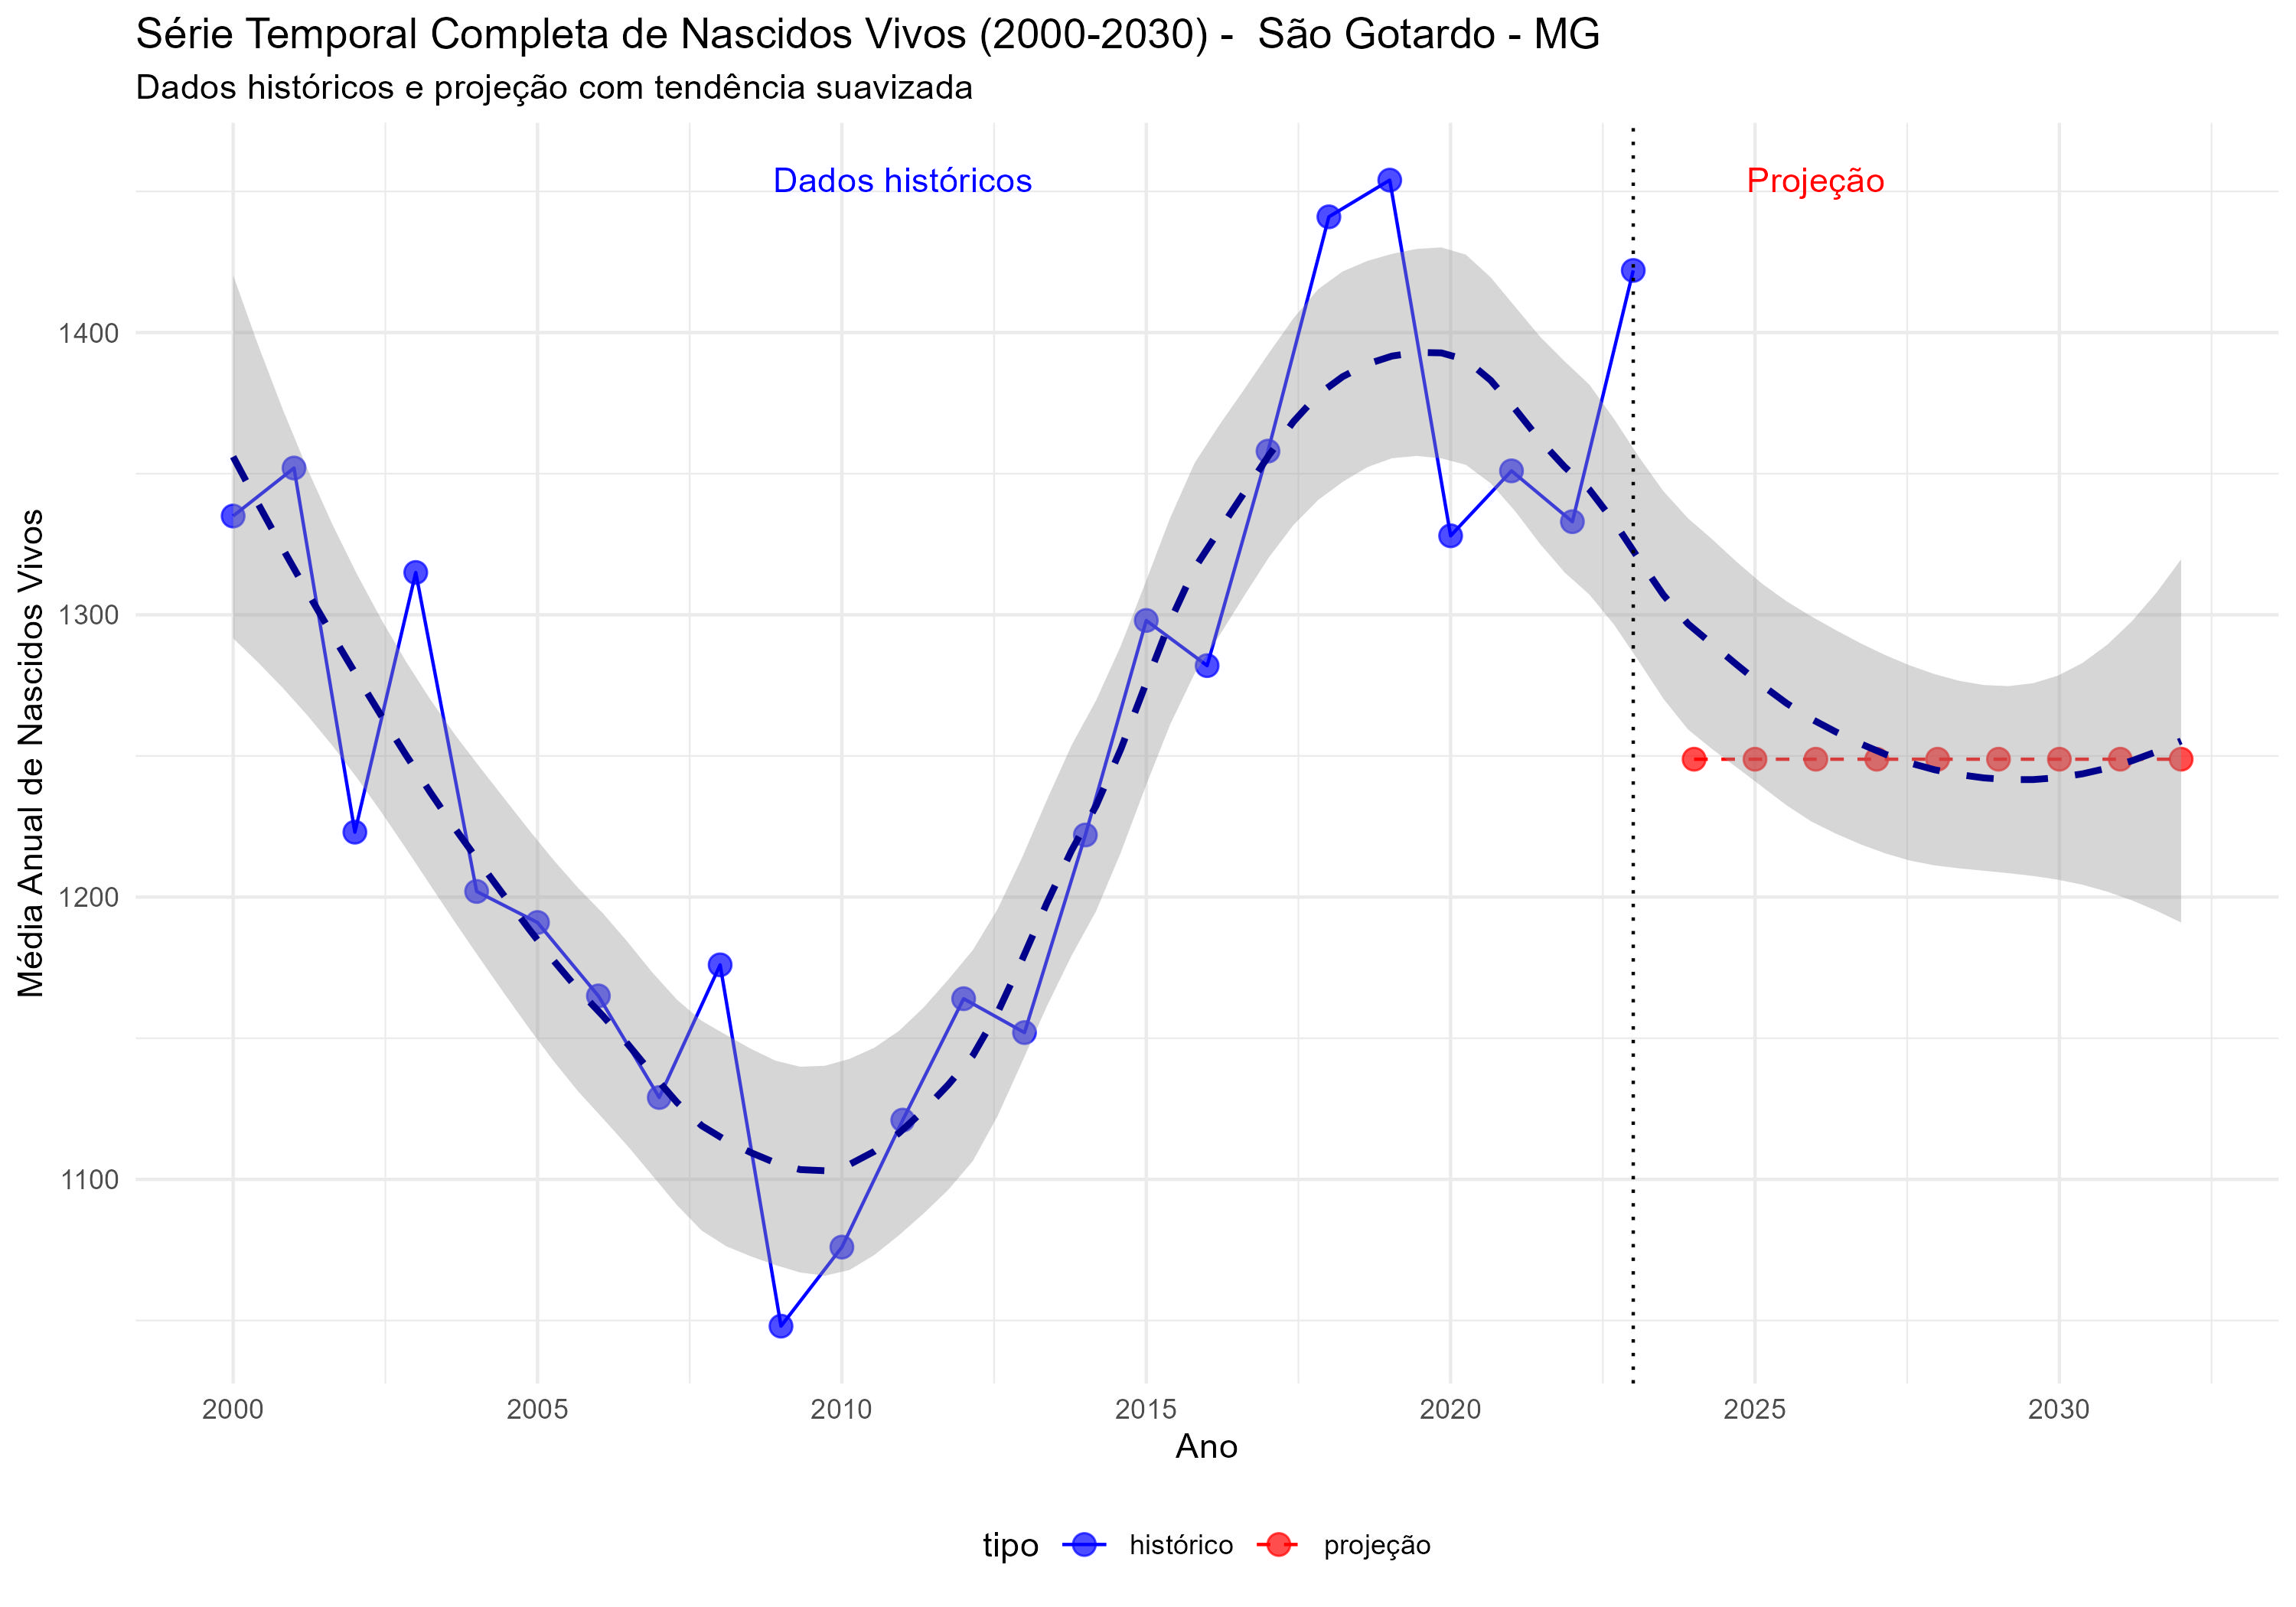 Série Temporal Completa de Nascidos Vivos (2000-2030) -  São Gotardo - MG
Dados históricos e projeção com tendência suavizada
Dados históricos
Projeção
Média Anual de Nascidos Vivos
1400
1300
1200
1100
2000
2005
2010
2015
2020
2025
2030
Ano
tipo
histórico
projeção